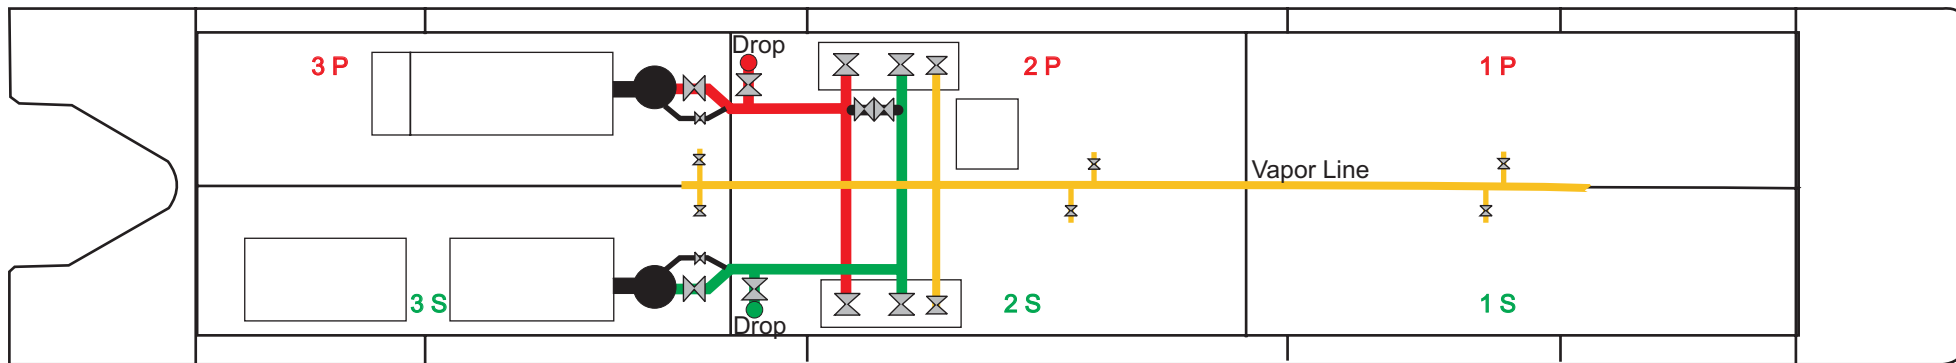 Drop
3 P
2 P
1 P
Vapor Line
3 S
2 S
1 S
Drop